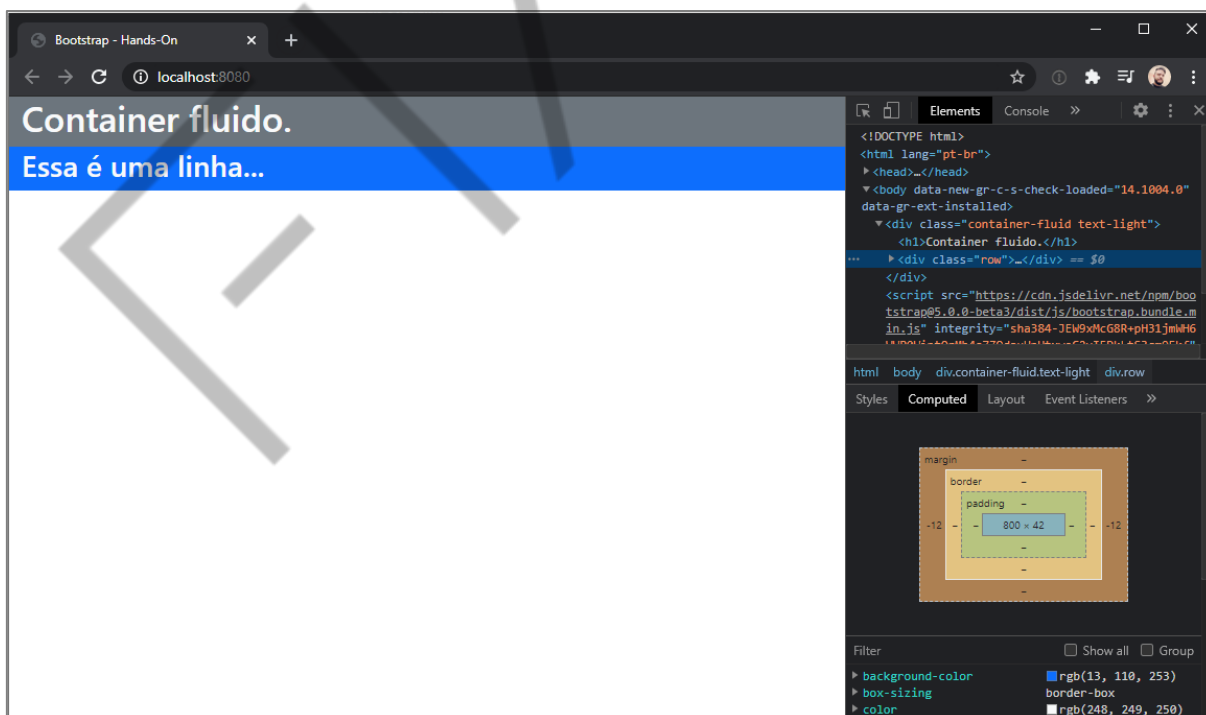 Bootstrap - Hands-On
localhost:8080
Container fluido.
Essa é uma linha...
Elements Console »
<!DOCTYPE html>
<html lang="pt-br">
<head>…</head>
<body data-new-gr-c-s-check-loaded="14.1004.0"
data-gr-ext-installed>
<div class="container-fluid text-light">
<h1>Container fluido.</h1>
… <div class="row">…</div> == $0
</div>
<script src="https://cdn.jsdelivr.net/npm/boo
tstrap@5.0.0-beta3/dist/js/bootstrap.bundle.m
in.js" integrity="sha384-JEW9xMcG8R+pH31jmWH6
html body div.container-fluid.text-light div.row
Styles Computed Layout Event Listeners »
margin –
border –
padding –
-12 – – 800 × 42 – – -12
–
–
–
Filter Show all Group
background-color rgb(13, 110, 253)
box-sizing border-box
color rgb(248, 249, 250)